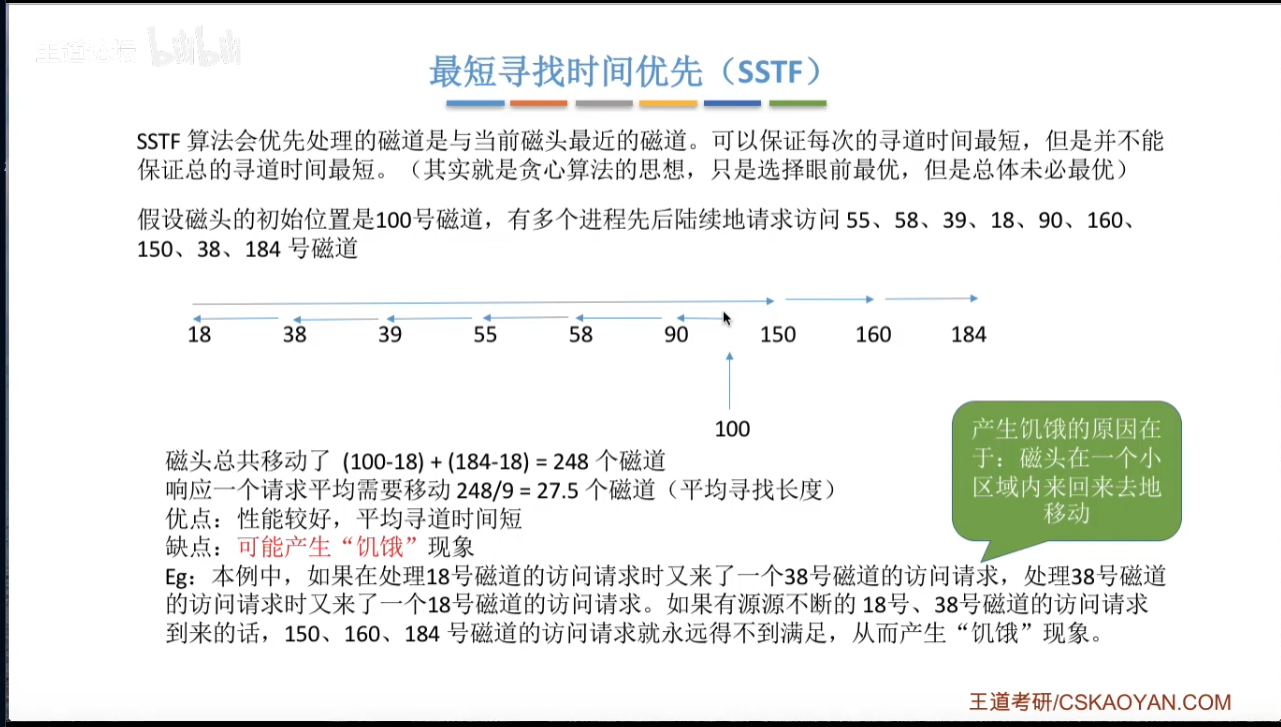 王道论坛 bilibili
最短寻找时间优先（SSTF）
SSTF 算法会优先处理的磁道是与当前磁头最近的磁道。可以保证每次的寻道时间最短，但是并不能
保证总的寻道时间最短。（其实就是贪心算法的思想，只是选择眼前最优，但是总体未必最优）
假设磁头的初始位置是100号磁道，有多个进程先后陆续地请求访问 55、58、39、18、90、160、
150、38、184 号磁道
18 38 39 55 58 90 150 160 184
100
磁头总共移动了 (100-18) + (184-18) = 248 个磁道
响应一个请求平均需要移动 248/9 = 27.5 个磁道（平均寻找长度）
优点：性能较好，平均寻道时间短
缺点：可能产生“饥饿”现象
Eg：本例中，如果在处理18号磁道的访问请求时又来了一个38号磁道的访问请求，处理38号磁道
的访问请求时又来了一个18号磁道的访问请求。如果有源源不断的 18号、38号磁道的访问请求
到来的话，150、160、184 号磁道的访问请求就永远得不到满足，从而产生“饥饿”现象。
产生饥饿的原因在
于：磁头在一个小
区域内来回来去地
移动
王道考研/CSKAOYAN.COM